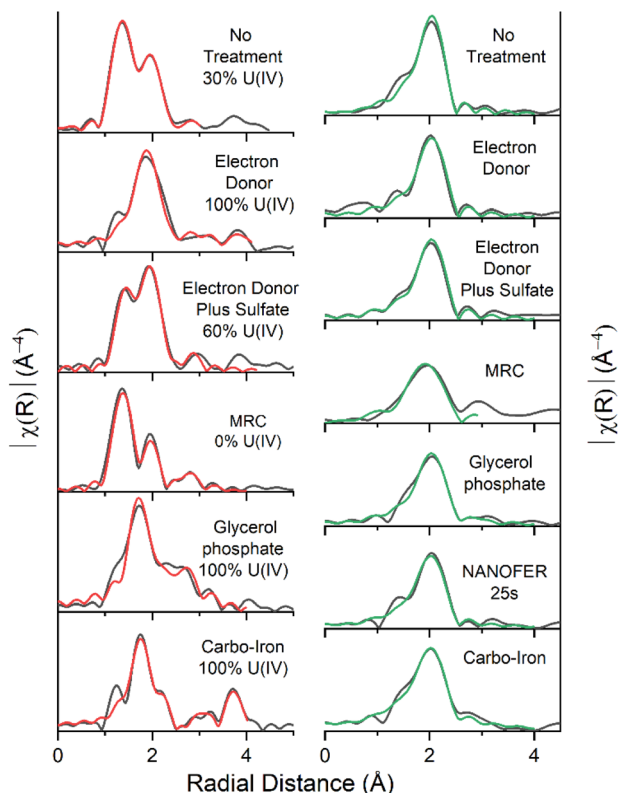 No
Treatment
30% U(IV)
Electron
Donor
100% U(IV)
Electron Donor
Plus Sulfate
60% U(IV)
MRC
0% U(IV)
Glycerol
phosphate
100% U(IV)
Carbo-Iron
100% U(IV)
0 2 4
| χ(R) | (Å⁻⁴)
No
Treatment
Electron
Donor
Electron
Donor
Plus Sulfate
MRC
Glycerol
phosphate
NANOFER
25s
Carbo-Iron
0 2 4
| χ(R) | (Å⁻⁴)
Radial Distance (Å)